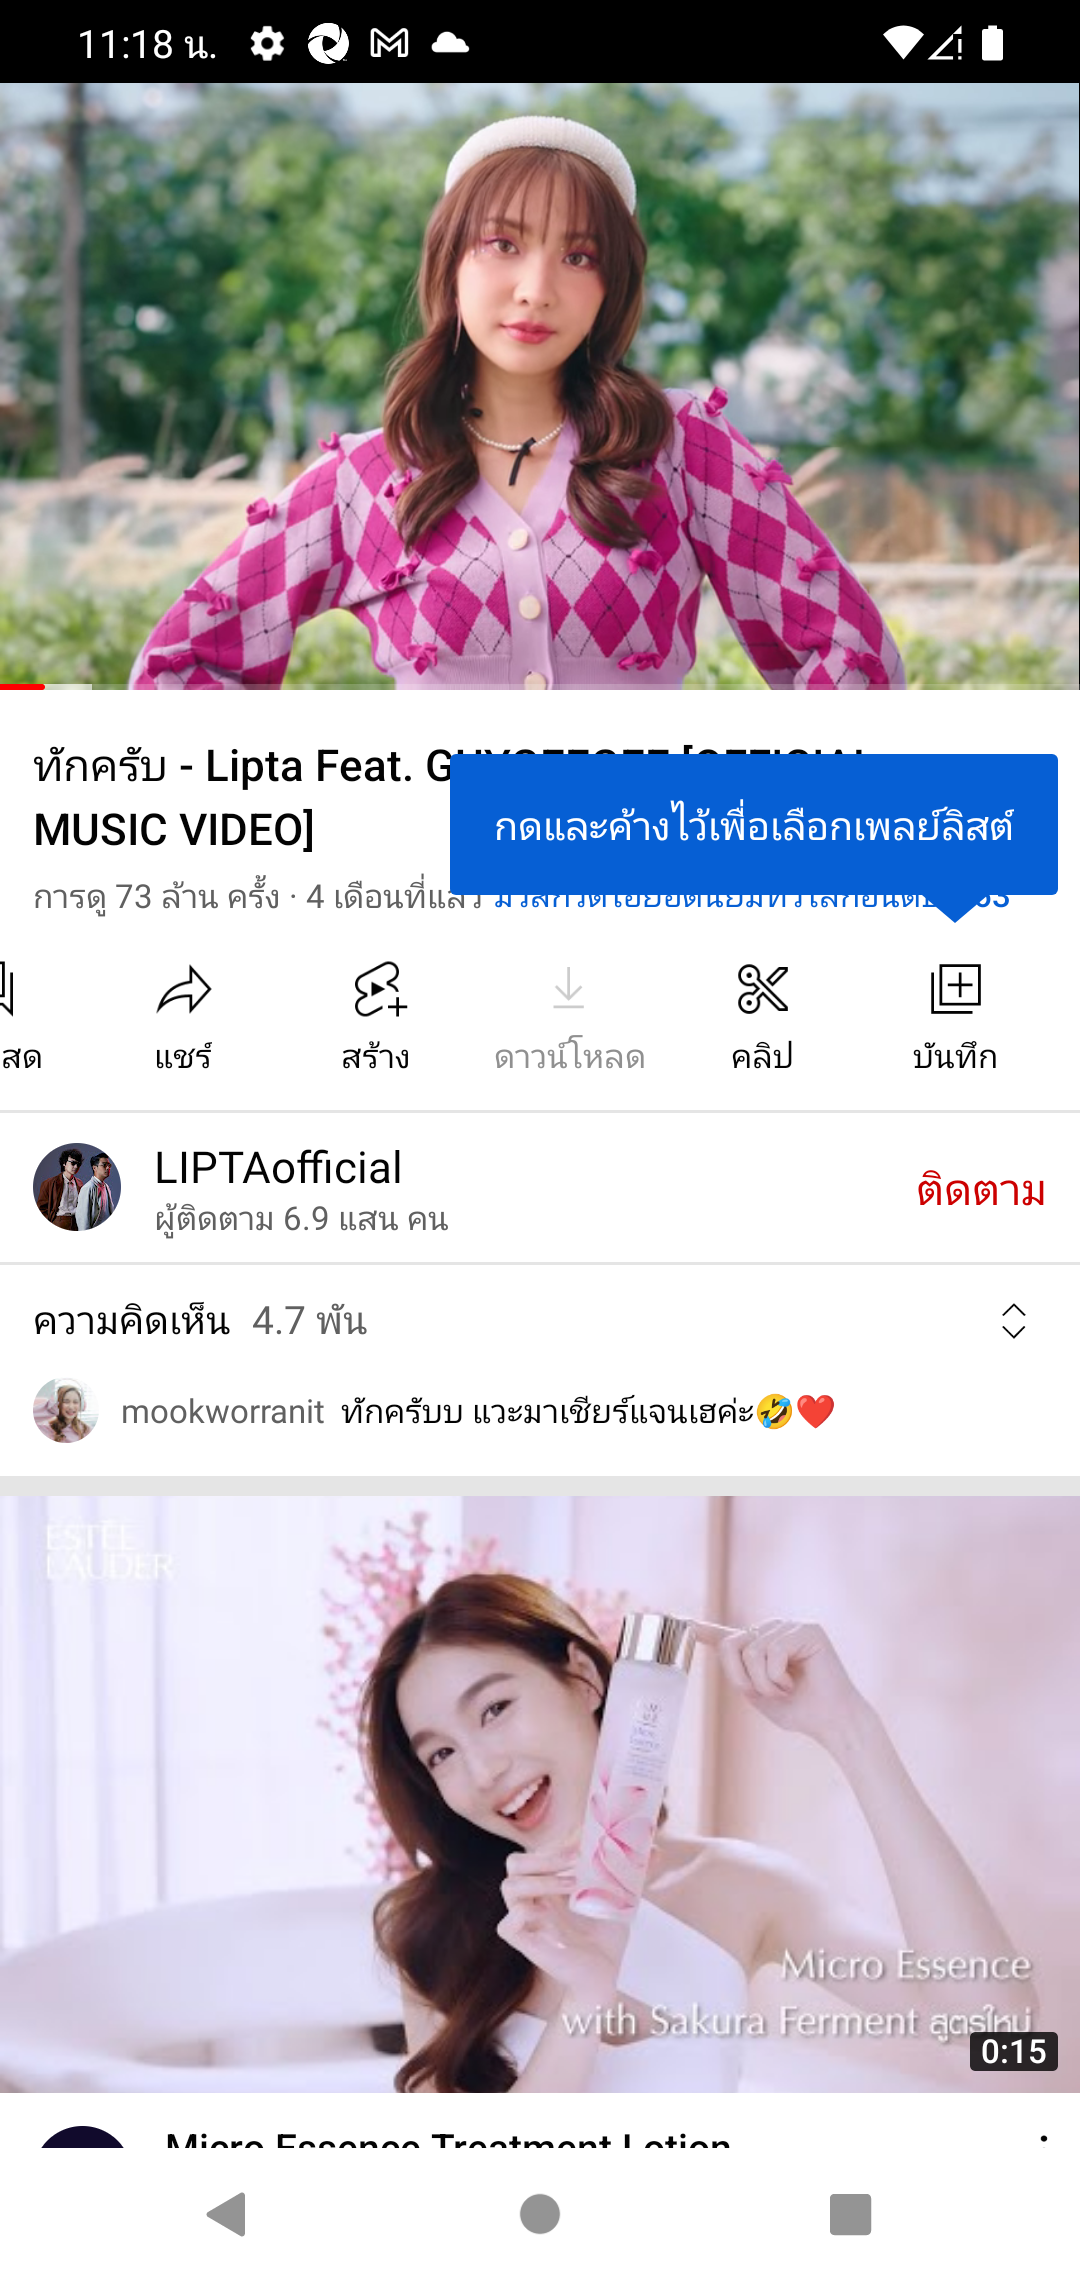 11:18 น.
ทักครับ - Lipta Feat.
MUSIC VIDEO]
กดและค้างไว้เพื่อเลือกเพลย์ลิสต์
การดู 73 ล้าน ครั้ง · 4 เดือนที่แล้ว
สด แชร์ สร้าง ดาวน์โหลด คลิป บันทึก
LIPTAofficial
ติดตาม
ผู้ติดตาม 6.9 แสน คน
ความคิดเห็น 4.7 พัน
mookworranit ทักครับบ แวะมาเชียร์แจนเฮค่ะ🤣❤️
ESTÉE
LAUDER
Micro Essence
with Sakura Ferment สูตรใหม่
0:15
Micro Essence Treatment Lotion